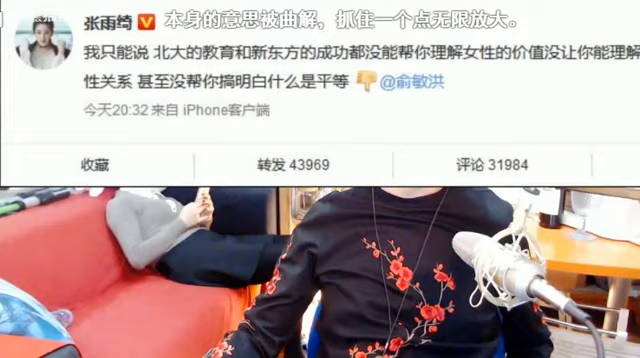 本身的意思被曲解，抓住一个点无限放大。
张雨绮
我只能说 北大的教育和新东方的成功都没能帮你理解女性的价值没让你能理解
性关系 甚至没帮你搞明白什么是平等 @俞敏洪
今天20:32 来自 iPhone客户端
收藏
转发 43969
评论 31984